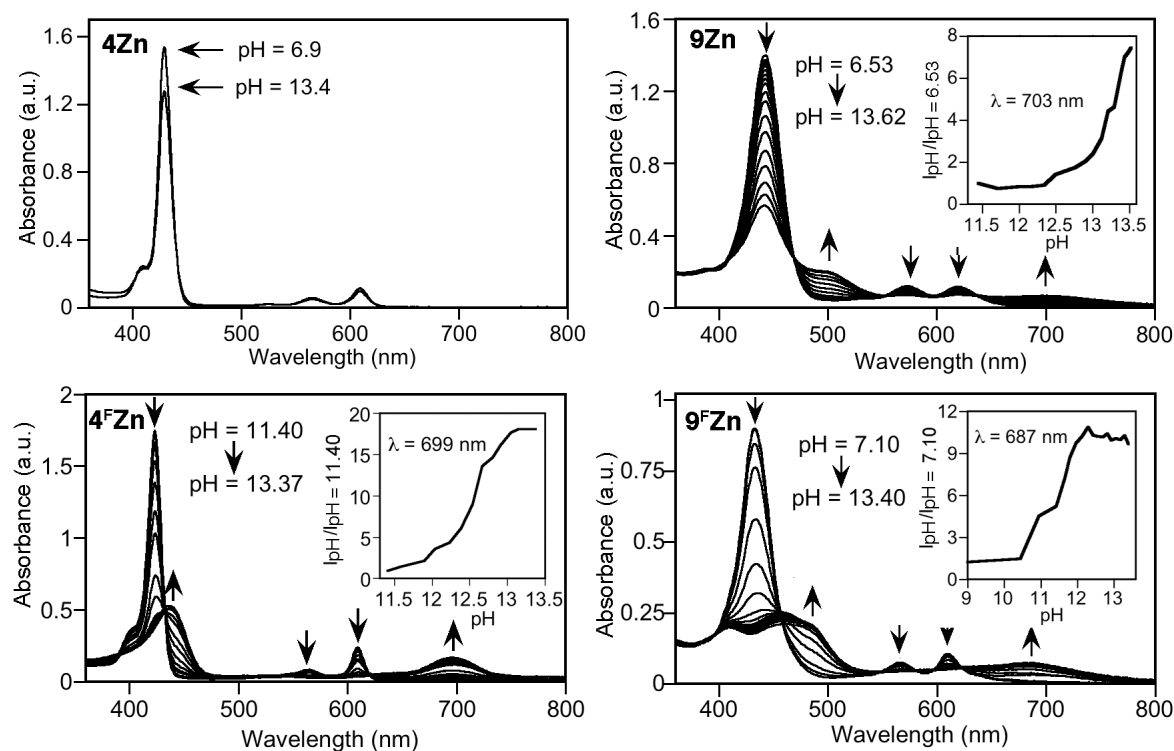 4Zn
pH = 6.9
pH = 13.4
1.6
1.2
0.8
0.4
0
Absorbance (a.u.)
400 500 600 700 800
Wavelength (nm)
9Zn
pH = 6.53
pH = 13.62
1.6
1.2
0.8
0.4
0
Absorbance (a.u.)
400 500 600 700 800
Wavelength (nm)
λ = 703 nm
8
6
4
2
0
IpH/IpH = 6.53
11.5 12 12.5 13 13.5
pH
4FZn
pH = 11.40
pH = 13.37
2
1.5
1
0.5
0
Absorbance (a.u.)
400 500 600 700 800
Wavelength (nm)
λ = 699 nm
20
15
10
5
0
IpH/IpH = 11.40
11.5 12 12.5 13 13.5
pH
9FZn
pH = 7.10
pH = 13.40
1
0.75
0.5
0.25
0
Absorbance (a.u.)
400 500 600 700 800
Wavelength (nm)
λ = 687 nm
12
9
6
3
0
IpH/IpH = 7.10
9 10 11 12 13
pH